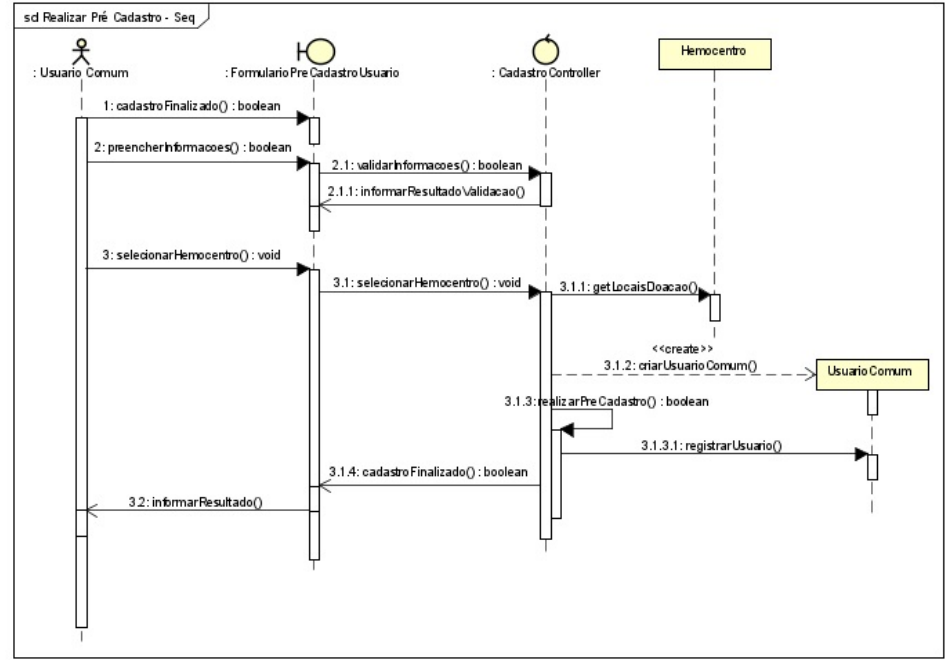 sd Realizar Pré Cadastro - Seq
: Usuario Comum
: FormularioPreCadastroUsuario
: CadastroController
Hemocentro
1: cadastroFinalizado() : boolean
2: preencherInformacoes() : boolean
2.1: validarInformacoes() : boolean
2.1.1: informarResultadoValidacao()
3: selecionarHemocentro() : void
3.1: selecionarHemocentro() : void
3.1.1: getLocaisDoacao()
<<create>>
3.1.2: criarUsuarioComum()
UsuarioComum
3.1.3: realizarPreCadastro() : boolean
3.1.3.1: registrarUsuario()
3.1.4: cadastroFinalizado() : boolean
3.2: informarResultado()